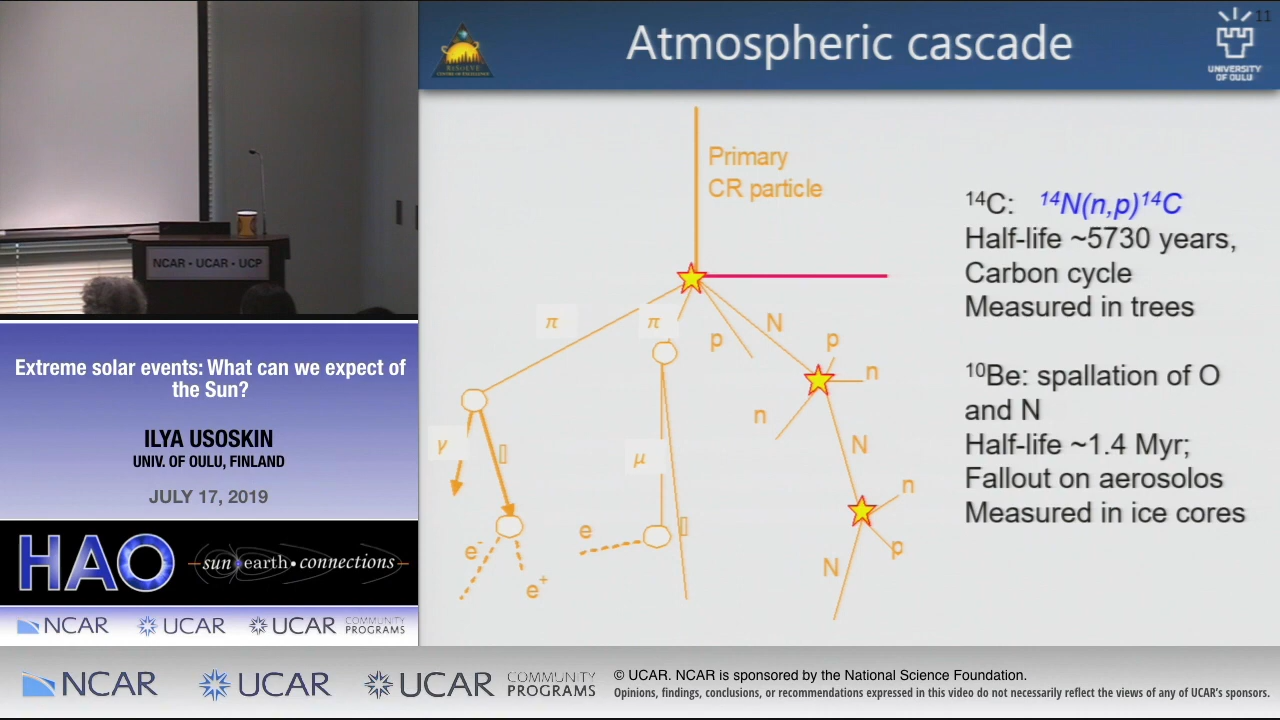 11
Atmospheric cascade
RESOLVE
CENTRE OF EXCELLENCE
UNIVERSITY
OF OULU
Primary
CR particle
π
π
p
N
p
n
n
γ
μ
N
n
e
e-
p
N
e+
14C: 14N(n,p)14C
Half-life ~5730 years,
Carbon cycle
Measured in trees
10Be: spallation of O
and N
Half-life ~1.4 Myr;
Fallout on aerosolos
Measured in ice cores
NCAR • UCAR • UCP
Extreme solar events: What can we expect of
the Sun?
ILYA USOSKIN
UNIV. OF OULU, FINLAND
JULY 17, 2019
HAO
sun earth • connections
NCAR
UCAR
UCAR
COMMUNITY
PROGRAMS
NCAR
UCAR
UCAR
COMMUNITY
PROGRAMS
© UCAR. NCAR is sponsored by the National Science Foundation.
Opinions, findings, conclusions, or recommendations expressed in this video do not necessarily reflect the views of any of UCAR's sponsors.